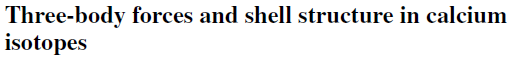 Three-body forces and shell structure in calcium
isotopes